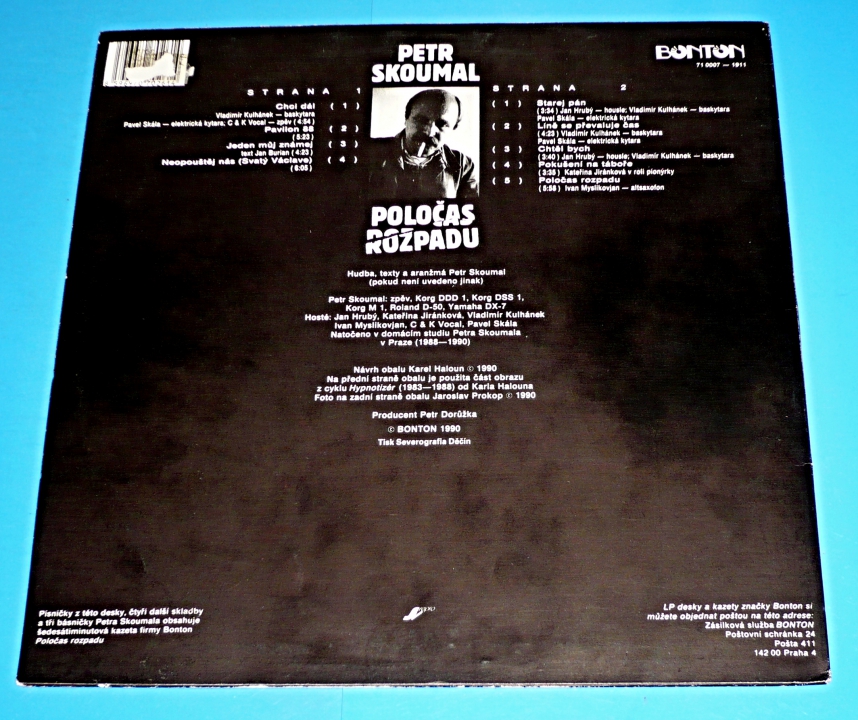 PETR
SKOUMAL
BONTON
71 0097 — 1911
STRANA 1
Chci dál (1)
Vladimír Kulhánek — baskytara
Pavel Skála — elektrická kytara; C & K Vocal — zpěv (4:54)
Pavilon 88 (2)
(5:23)
Jeden můj známej (3)
text Jan Burian (4:23)
Neopouštěj nás (Svatý Václave) (4)
(6:05)
STRANA 2
(1) Starej pán
(3:34) Jan Hrubý — housle; Vladimír Kulhánek — baskytara
Pavel Skála — elektrická kytara
(2) Líně se převaluje čas
(4:23) Vladimír Kulhánek — baskytara
Pavel Skála — elektrická kytara
(3) Chtěl bych
(3:40) Jan Hrubý — housle; Vladimír Kulhánek — baskytara
(4) Pokušení na táboře
(3:35) Kateřina Jiránková v roli pionýrky
(5) Poločas rozpadu
(5:58) Ivan Myslikovjan — altsaxofon
POLOČAS
ROZPADU
Hudba, texty a aranžmá Petr Skoumal
(pokud není uvedeno jinak)
Petr Skoumal: zpěv, Korg DDD 1, Korg DSS 1,
Korg M 1, Roland D-50, Yamaha DX-7
Hosté: Jan Hrubý, Kateřina Jiránková, Vladimír Kulhánek
Ivan Myslikovjan, C & K Vocal, Pavel Skála
Natočeno v domácím studiu Petra Skoumala
v Praze (1988—1990)
Návrh obalu Karel Haloun © 1990
Na přední straně obalu je použita část obrazu
z cyklu Hypnotizér (1983—1988) od Karla Halouna
Foto na zadní straně obalu Jaroslav Prokop © 1990
Producent Petr Dorůžka
℗ BONTON 1990
Tisk Severografia Děčín
Písničky z této desky, čtyři další skladby
a tři básničky Petra Skoumala obsahuje
šedesátiminutová kazeta firmy Bonton
Poločas rozpadu
LP desky a kazety značky Bonton si
můžete objednat poštou na této adrese:
Zásilková služba BONTON
Poštovní schránka 24
Pošta 411
142 00 Praha 4